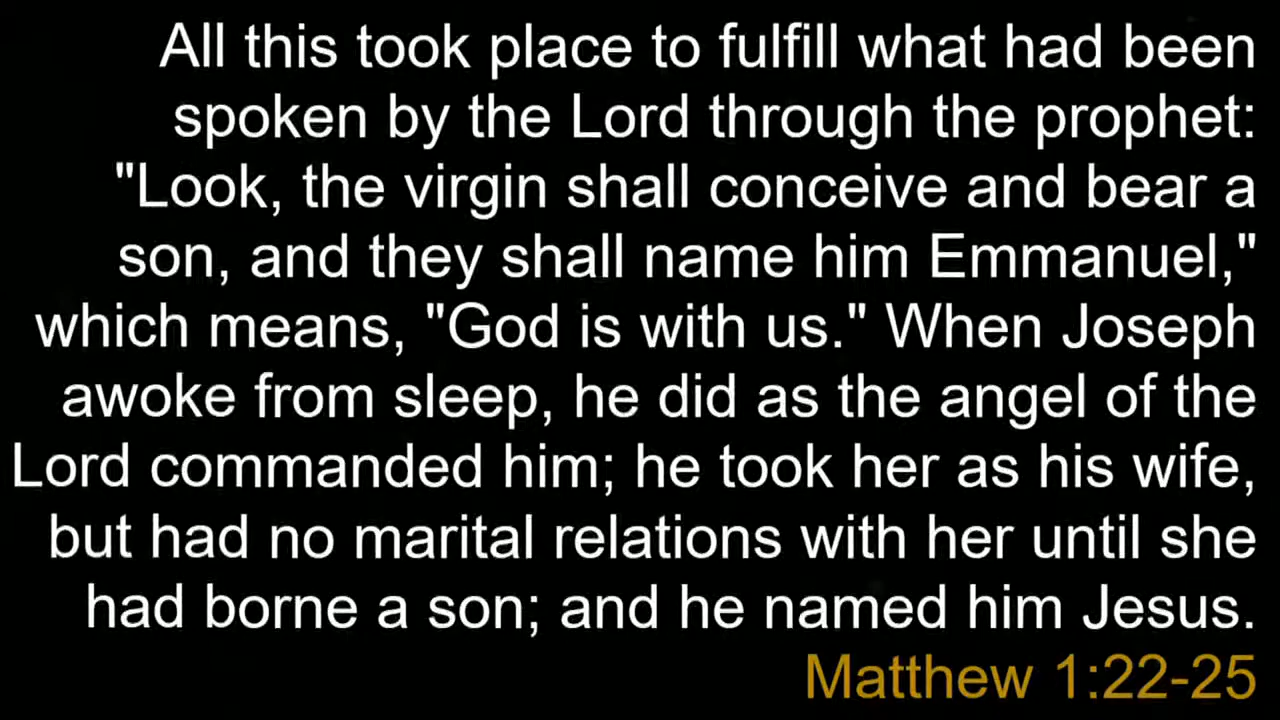 All this took place to fulfill what had been
spoken by the Lord through the prophet:
"Look, the virgin shall conceive and bear a
son, and they shall name him Emmanuel,"
which means, "God is with us." When Joseph
awoke from sleep, he did as the angel of the
Lord commanded him; he took her as his wife,
but had no marital relations with her until she
had borne a son; and he named him Jesus.
Matthew 1:22-25